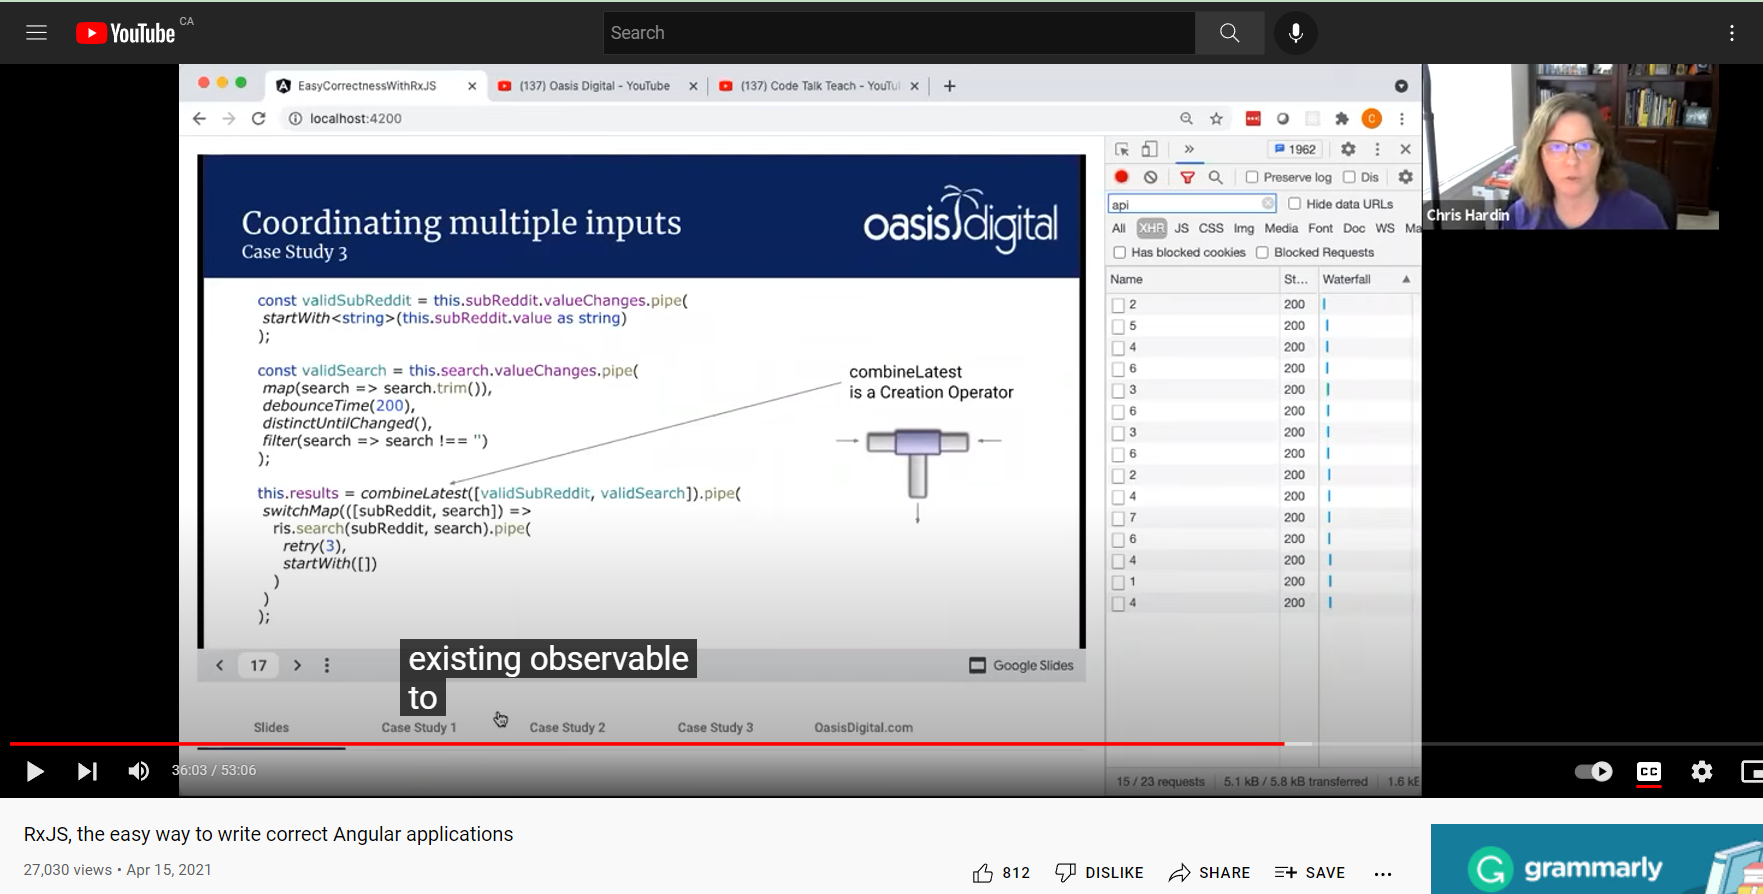 YouTube CA
Search
EasyCorrectnessWithRxJS
(137) Oasis Digital - YouTube
(137) Code Talk Teach - YouTu
localhost:4200
C
Coordinating multiple inputs
Case Study 3
oasis digital
const validSubReddit = this.subReddit.valueChanges.pipe(
startWith<string>(this.subReddit.value as string)
);
const validSearch = this.search.valueChanges.pipe(
map(search => search.trim()),
debounceTime(200),
distinctUntilChanged(),
filter(search => search !== '')
);
this.results = combineLatest([validSubReddit, validSearch]).pipe(
switchMap(([subReddit, search]) =>
ris.search(subReddit, search).pipe(
retry(3),
startWith([])
)
)
);
combineLatest
is a Creation Operator
17
Google Slides
existing observable
to
Slides
Case Study 1
Case Study 2
Case Study 3
OasisDigital.com
1962
Preserve log
Dis
api
Hide data URLs
All XHR JS CSS Img Media Font Doc WS Ma
Has blocked cookies
Blocked Requests
Name St... Waterfall
2 200
5 200
4 200
6 200
3 200
6 200
3 200
6 200
2 200
4 200
7 200
6 200
4 200
1 200
4 200
15 / 23 requests 5.1 kB / 5.8 kB transferred 1.6 kB
Chris Hardin
36:03 / 53:06
CC
RxJS, the easy way to write correct Angular applications
27,030 views • Apr 15, 2021
812
DISLIKE
SHARE
SAVE
grammarly